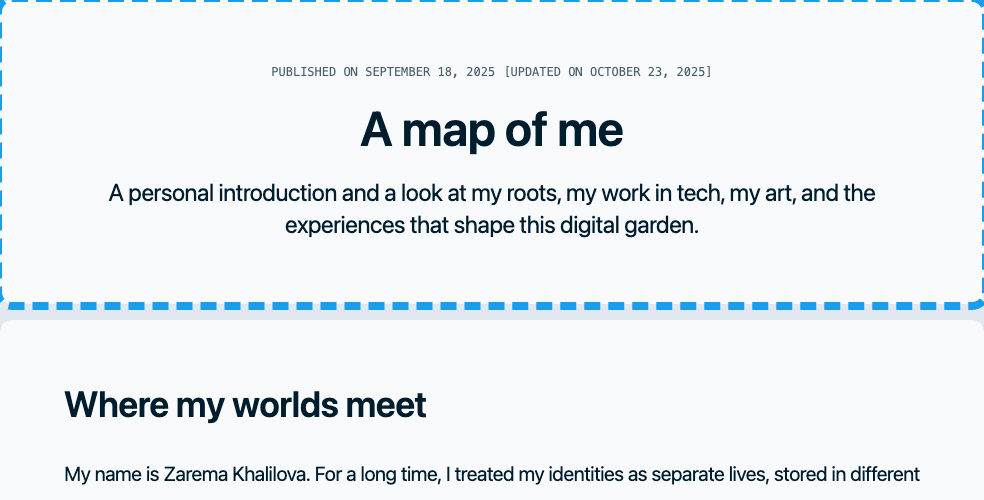 PUBLISHED ON SEPTEMBER 18, 2025 [UPDATED ON OCTOBER 23, 2025]
A map of me
A personal introduction and a look at my roots, my work in tech, my art, and the
experiences that shape this digital garden.
Where my worlds meet
My name is Zarema Khalilova. For a long time, I treated my identities as separate lives, stored in different